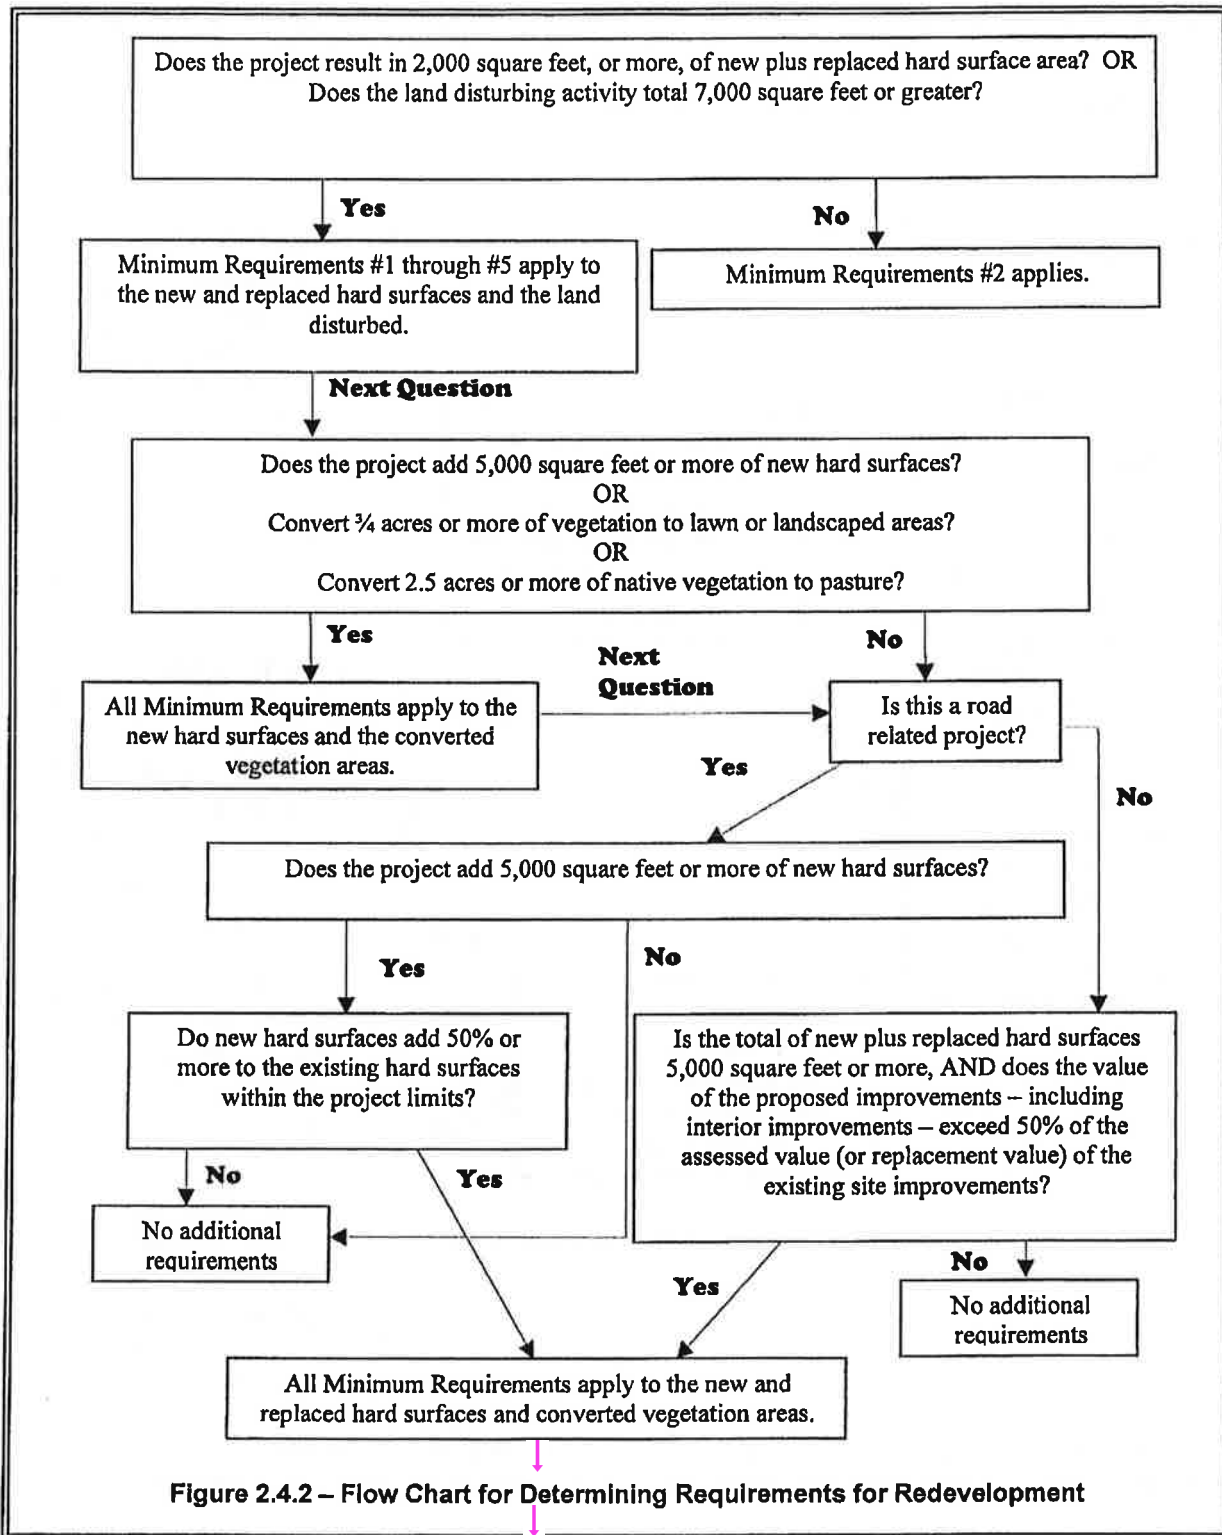 Does the project result in 2,000 square feet, or more, of new plus replaced hard surface area? OR
Does the land disturbing activity total 7,000 square feet or greater?
Yes
No
Minimum Requirements #1 through #5 apply to
the new and replaced hard surfaces and the land
disturbed.
Minimum Requirements #2 applies.
Next Question
Does the project add 5,000 square feet or more of new hard surfaces?
OR
Convert ¾ acres or more of vegetation to lawn or landscaped areas?
OR
Convert 2.5 acres or more of native vegetation to pasture?
Yes
No
Next
Question
All Minimum Requirements apply to the
new hard surfaces and the converted
vegetation areas.
Is this a road
related project?
Yes
No
Does the project add 5,000 square feet or more of new hard surfaces?
Yes
No
Do new hard surfaces add 50% or
more to the existing hard surfaces
within the project limits?
Is the total of new plus replaced hard surfaces
5,000 square feet or more, AND does the value
of the proposed improvements – including
interior improvements – exceed 50% of the
assessed value (or replacement value) of the
existing site improvements?
No
Yes
No additional
requirements
Yes
No
No additional
requirements
All Minimum Requirements apply to the new and
replaced hard surfaces and converted vegetation areas.
Figure 2.4.2 – Flow Chart for Determining Requirements for Redevelopment